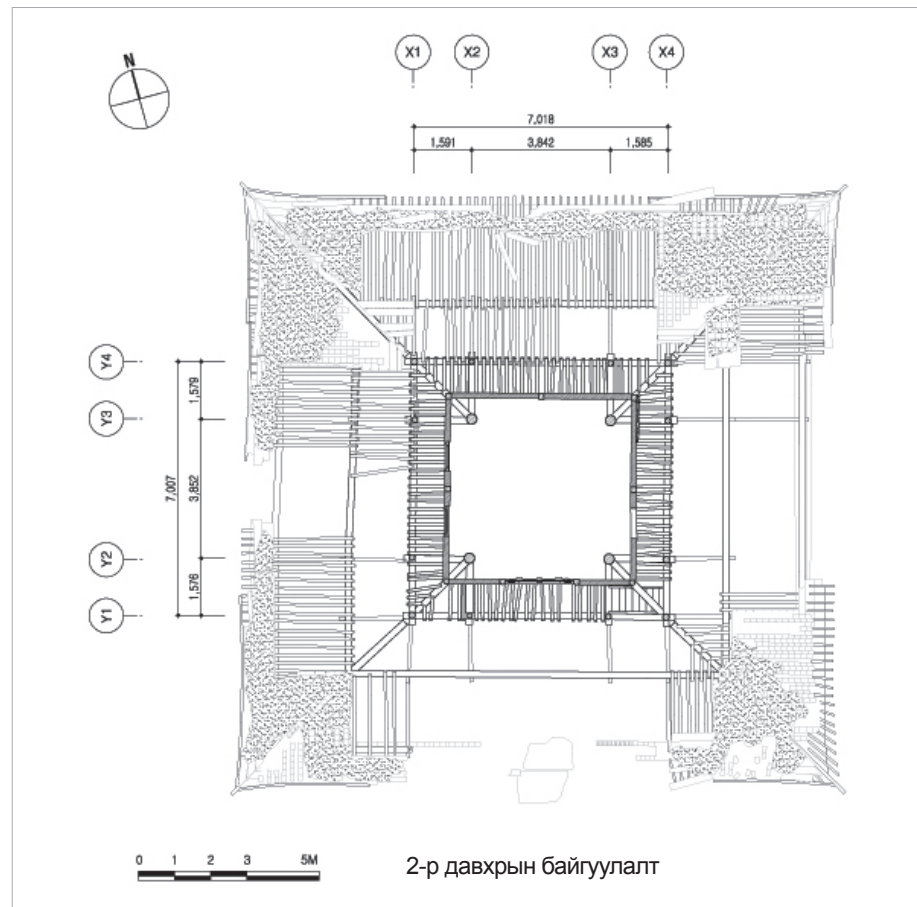 N
X1 X2 X3 X4
7,018
1,591 3,842 1,585
Y4
1,579
Y3
7,007
3,852
Y2
1,576
Y1
0 1 2 3 5M
2-р давхрын байгуулалт